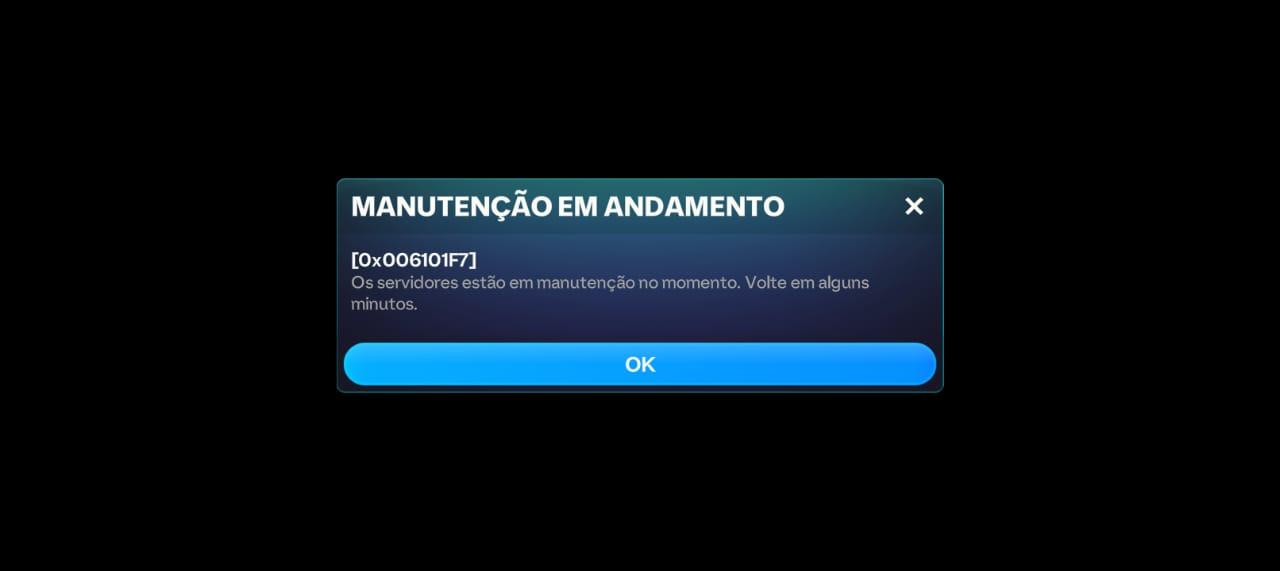 MANUTENÇÃO EM ANDAMENTO
[0x006101F7]
Os servidores estão em manutenção no momento. Volte em alguns
minutos.
OK